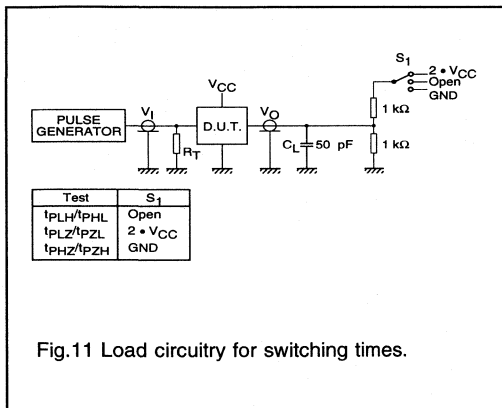 S1
2 • VCC
Open
GND
VCC
PULSE
GENERATOR
VI
D.U.T.
VO
1 kΩ
RT
CL
50 pF
1 kΩ
Test S1
tPLH/tPHL Open
tPLZ/tPZL 2 • VCC
tPHZ/tPZH GND
Fig.11 Load circuitry for switching times.